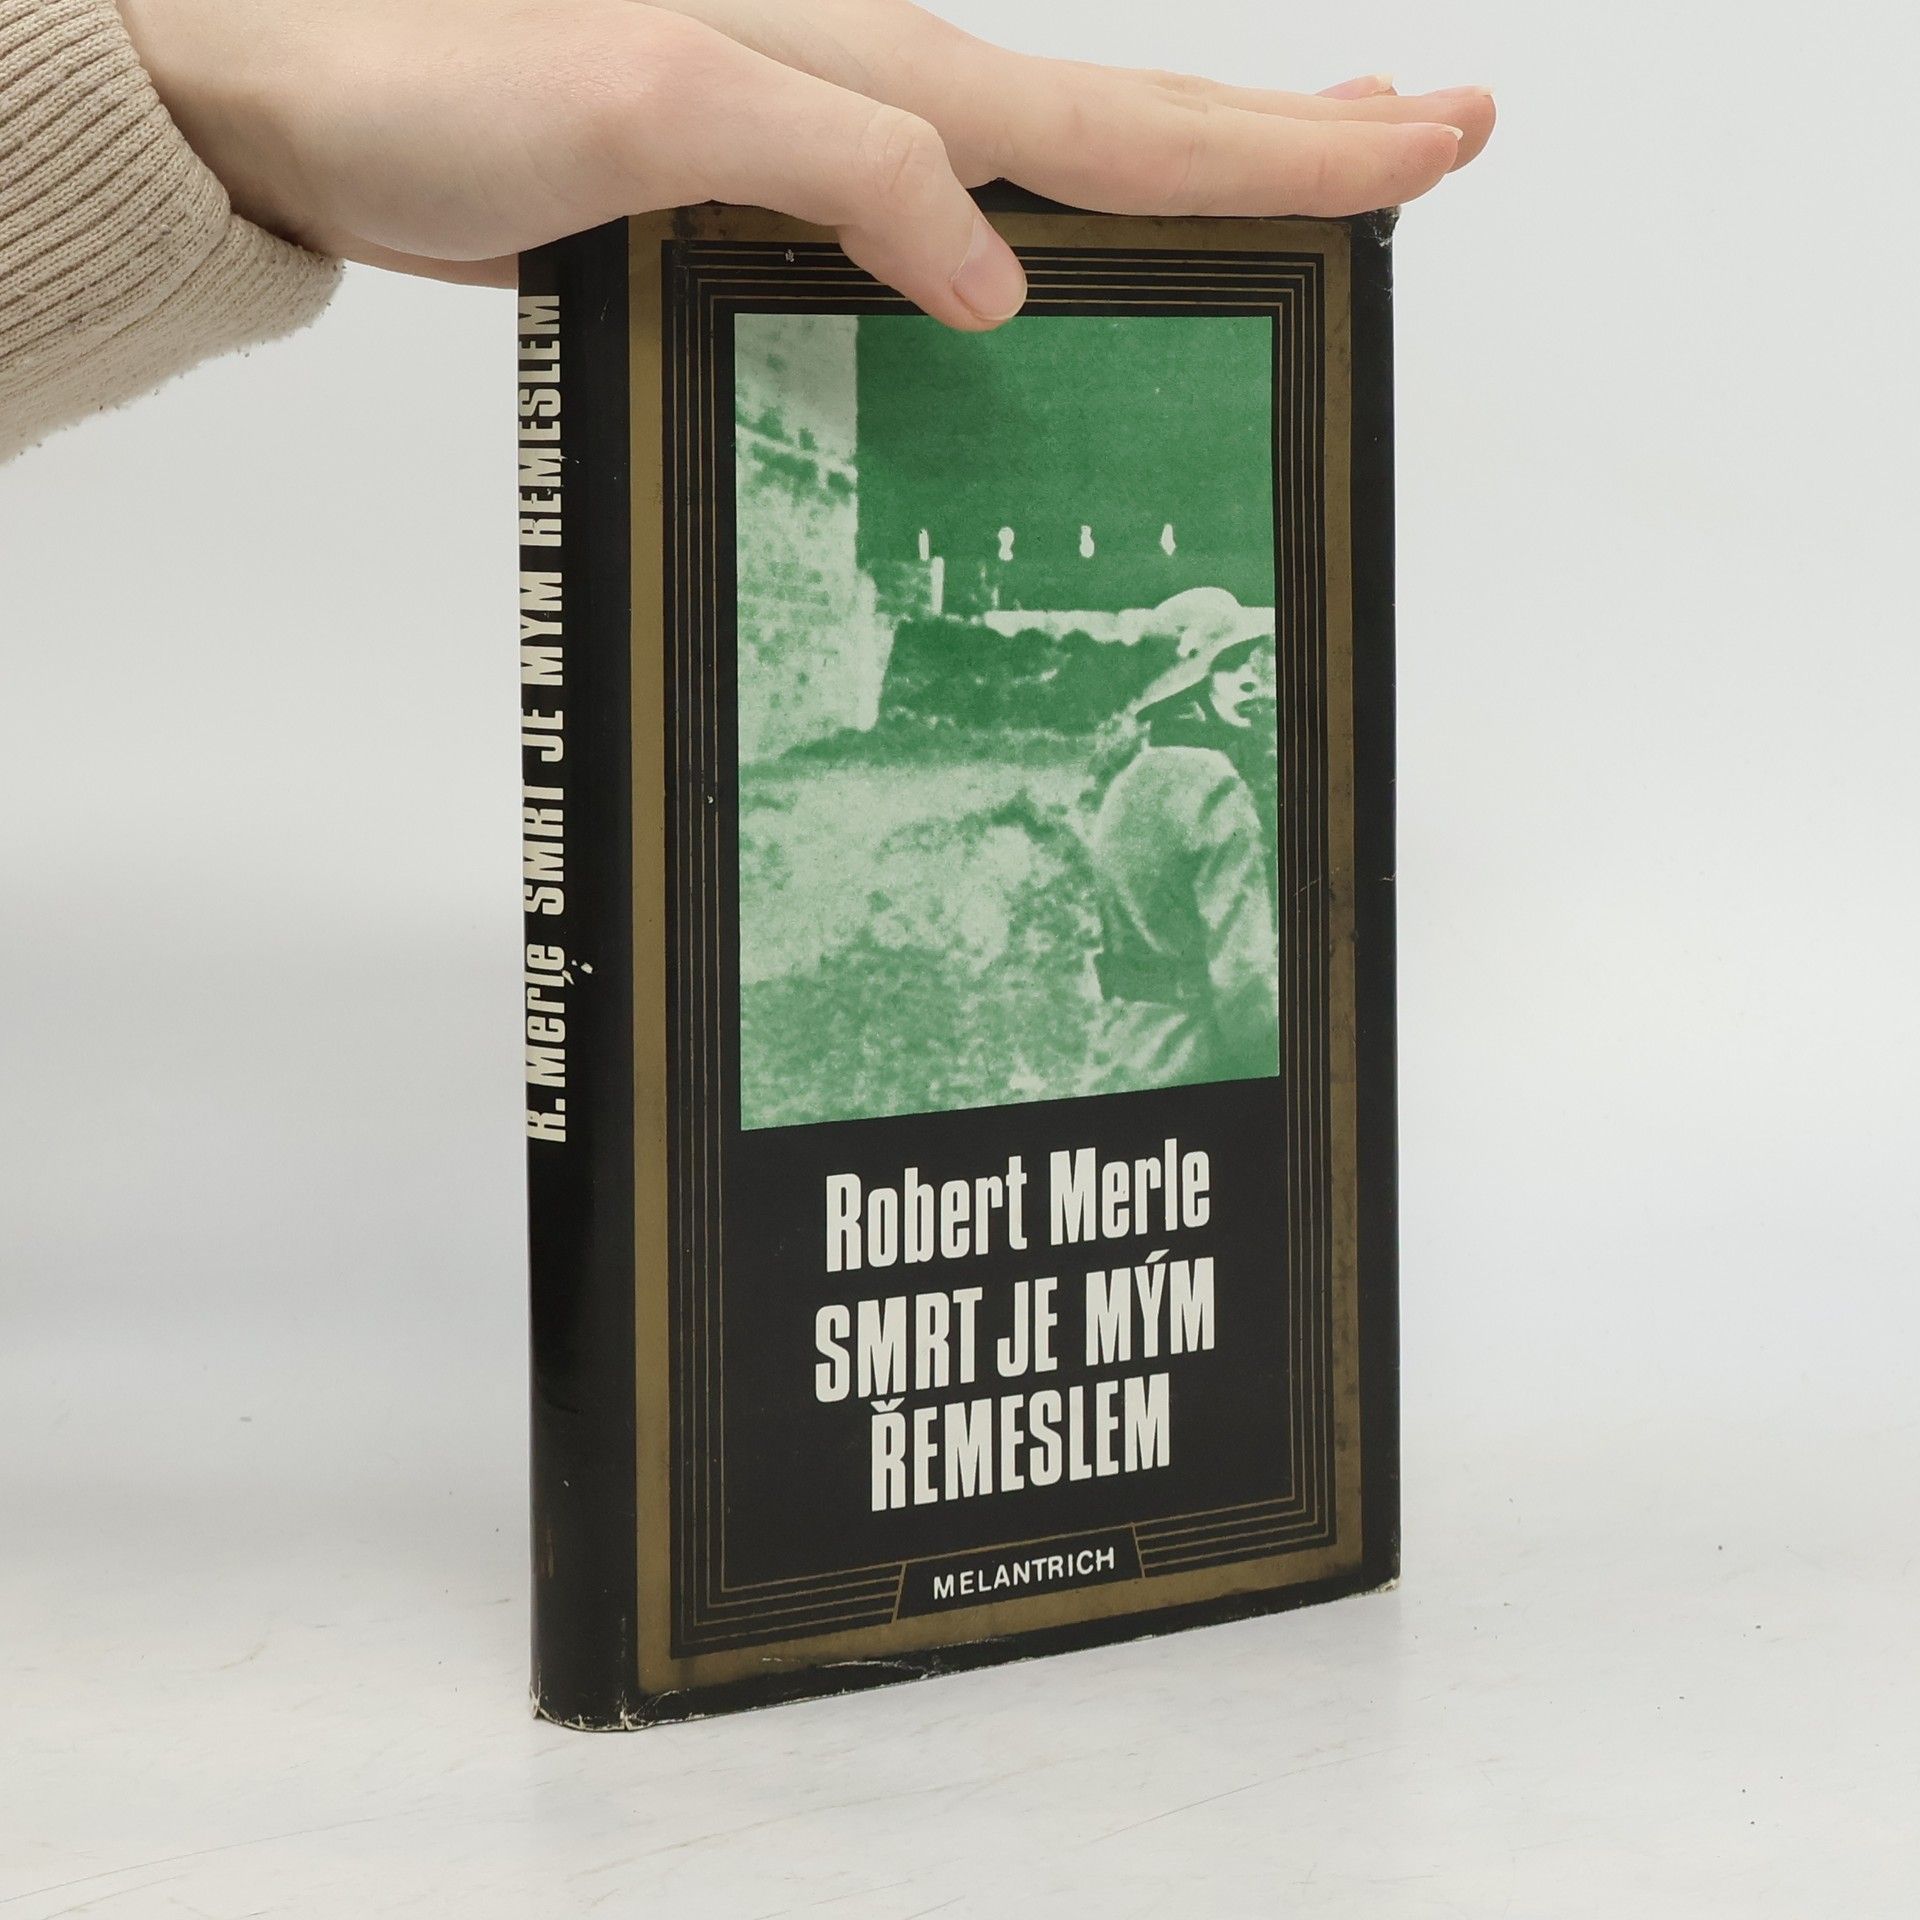 R. Merle SMRT JE MÝM ŘEMESLEM
Robert Merle
SMRT JE MÝM
ŘEMESLEM
MELANTRICH